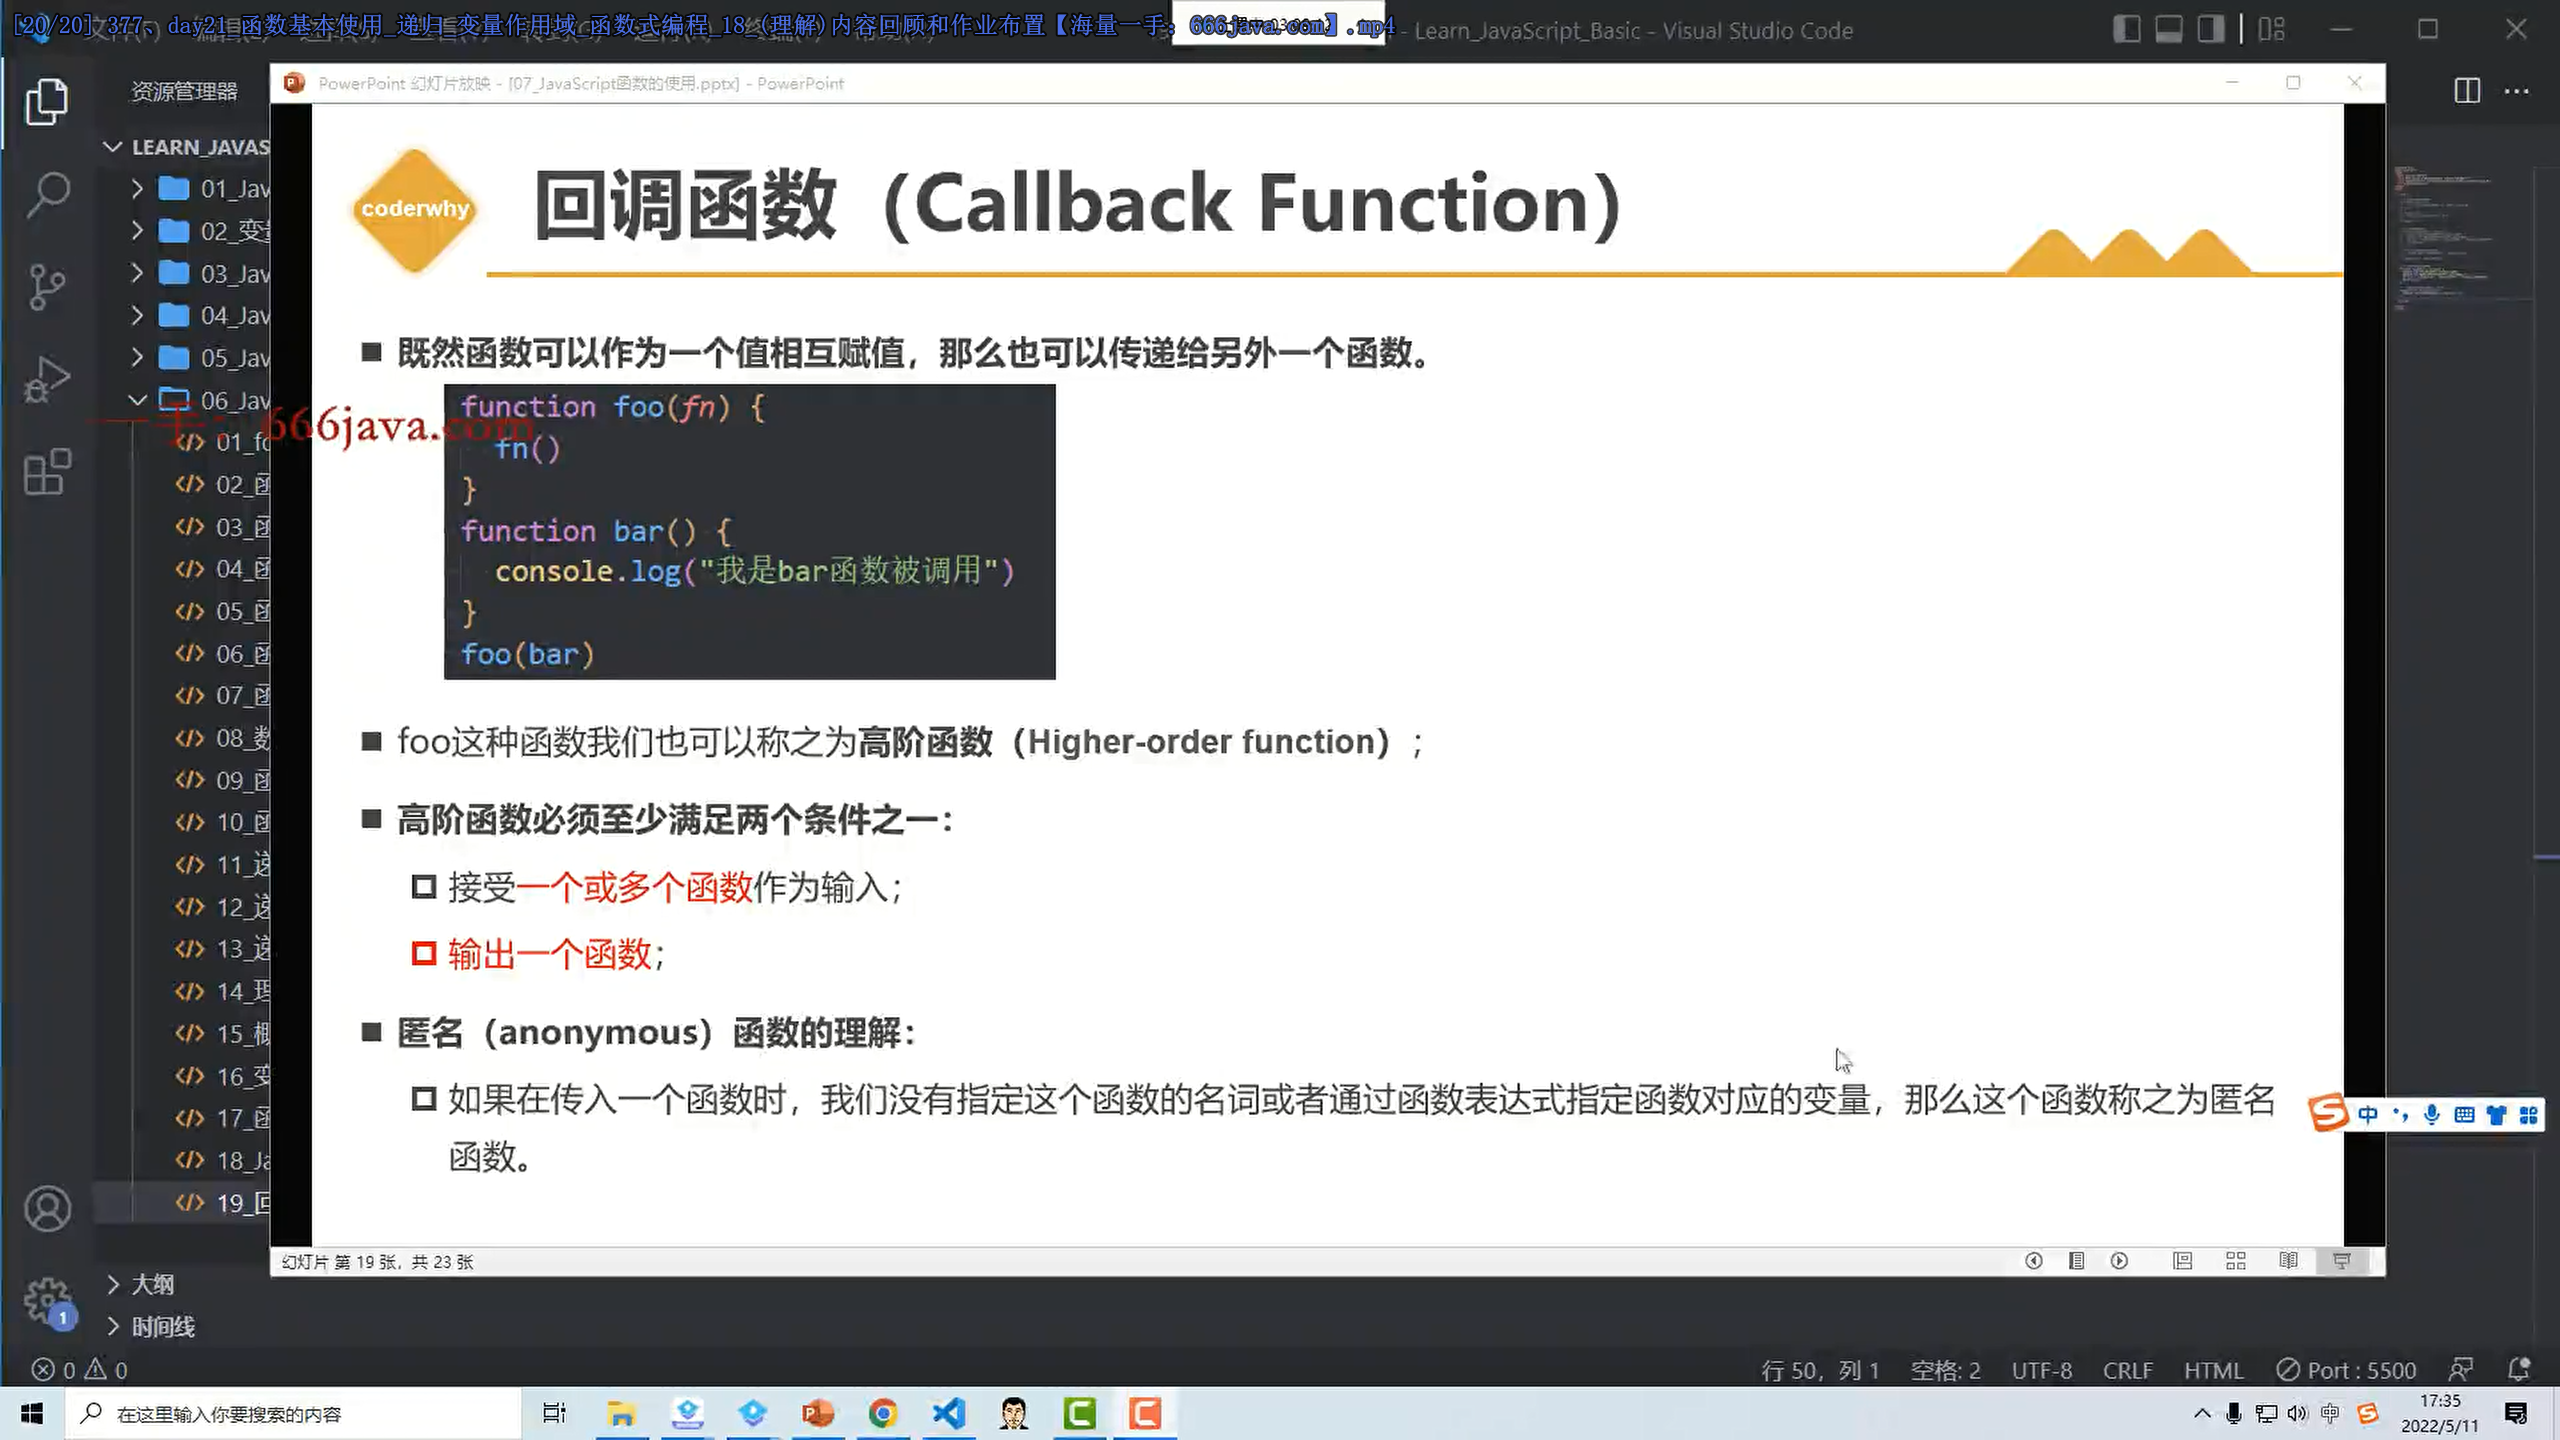 [20/20] 377、day21_函数基本使用_递归_变量作用域_函数式编程_18_(理解)内容回顾和作业布置【海量一手：666java.com】.mp4
- Learn_JavaScript_Basic - Visual Studio Code
资源管理器
PowerPoint 幻灯片放映 - [07_JavaScript函数的使用.pptx] - PowerPoint
LEARN_JAVAS
01_Jav
02_变量
03_Jav
04_Jav
05_Jav
06_Jav
01_fo
02_函
03_函
04_函
05_函
06_函
07_函
08_数
09_函
10_函
11_递
12_递
13_递
14_理
15_概
16_变
17_函
18_Ja
19_回
大纲
时间线
一手：666java.com
coderwhy
回调函数（Callback Function）
既然函数可以作为一个值相互赋值，那么也可以传递给另外一个函数。
function foo(fn) {
fn()
}
function bar() {
console.log("我是bar函数被调用")
}
foo(bar)
foo这种函数我们也可以称之为高阶函数（Higher-order function）；
高阶函数必须至少满足两个条件之一：
接受一个或多个函数作为输入；
输出一个函数；
匿名（anonymous）函数的理解：
如果在传入一个函数时，我们没有指定这个函数的名词或者通过函数表达式指定函数对应的变量，那么这个函数称之为匿名
函数。
中
幻灯片 第 19 张，共 23 张
1
0 0
行 50，列 1 空格: 2 UTF-8 CRLF HTML Port : 5500
在这里输入你要搜索的内容
中
17:35
2022/5/11